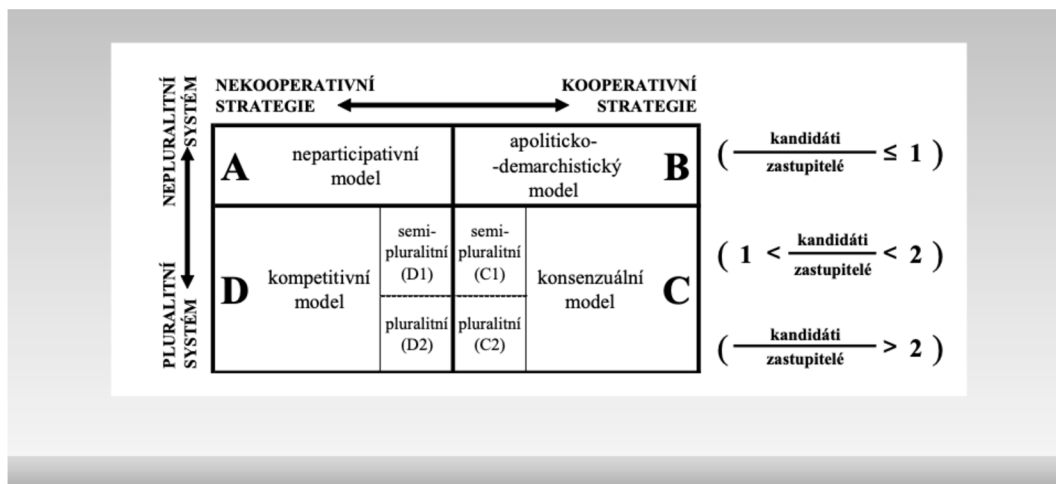 NEKOOPERATIVNÍ
STRATEGIE
KOOPERATIVNÍ
STRATEGIE
NEPLURALITNÍ
SYSTÉM
PLURALITNÍ
SYSTÉM
A
neparticipativní
model
apoliticko-
-demarchistický
model
B
( kandidáti
zastupitelé ≤ 1 )
D
kompetitivní
model
semi-
pluralitní
(D1)
semi-
pluralitní
(C1)
pluralitní
(D2)
pluralitní
(C2)
konsenzuální
model
C
( 1 < kandidáti
zastupitelé < 2 )
( kandidáti
zastupitelé > 2 )